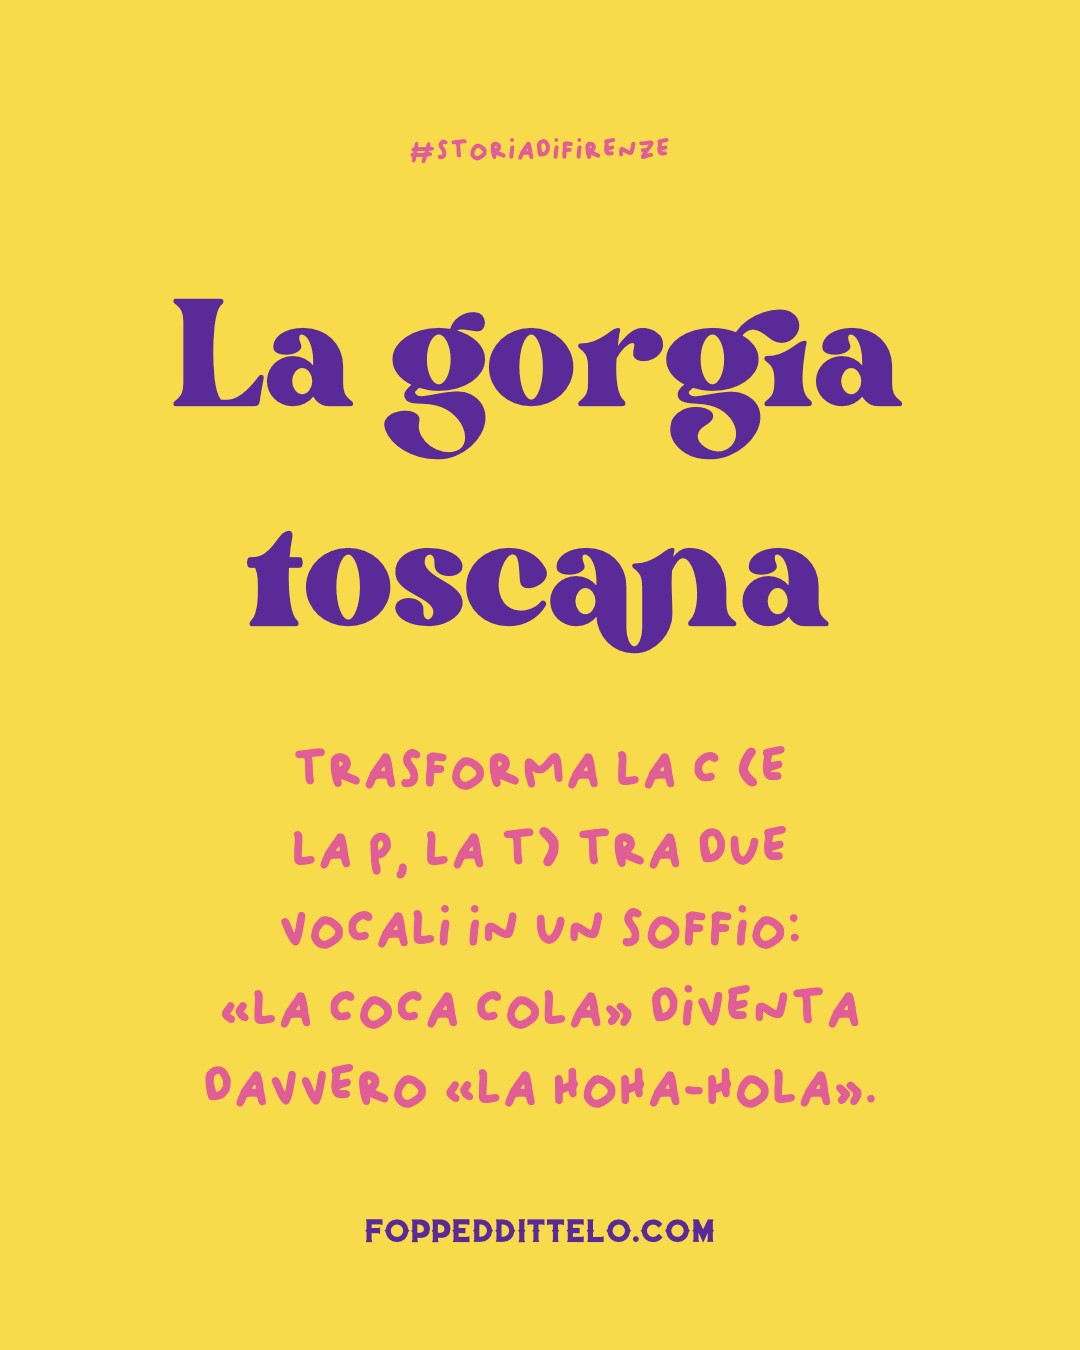 #STORIADIFIRENZE
La gorgia
toscana
TRASFORMA LA C (E
LA P, LA T) TRA DUE
VOCALI IN UN SOFFIO:
«LA COCA COLA» DIVENTA
DAVVERO «LA HOHA-HOLA».
FOPPEDDITTELO.COM